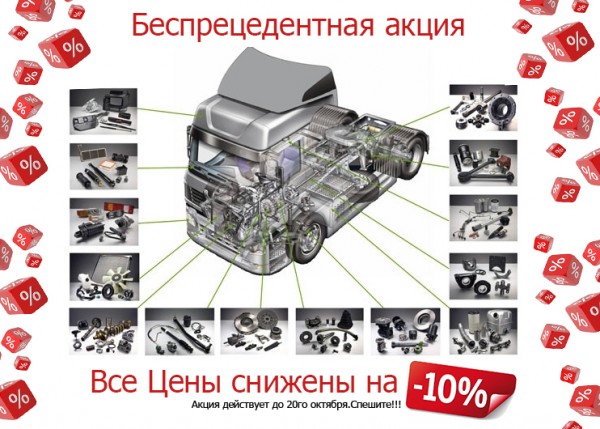 Беспрецедентная акция
Все Цены снижены на -10%
Акция действует до 20го октября.Спешите!!!